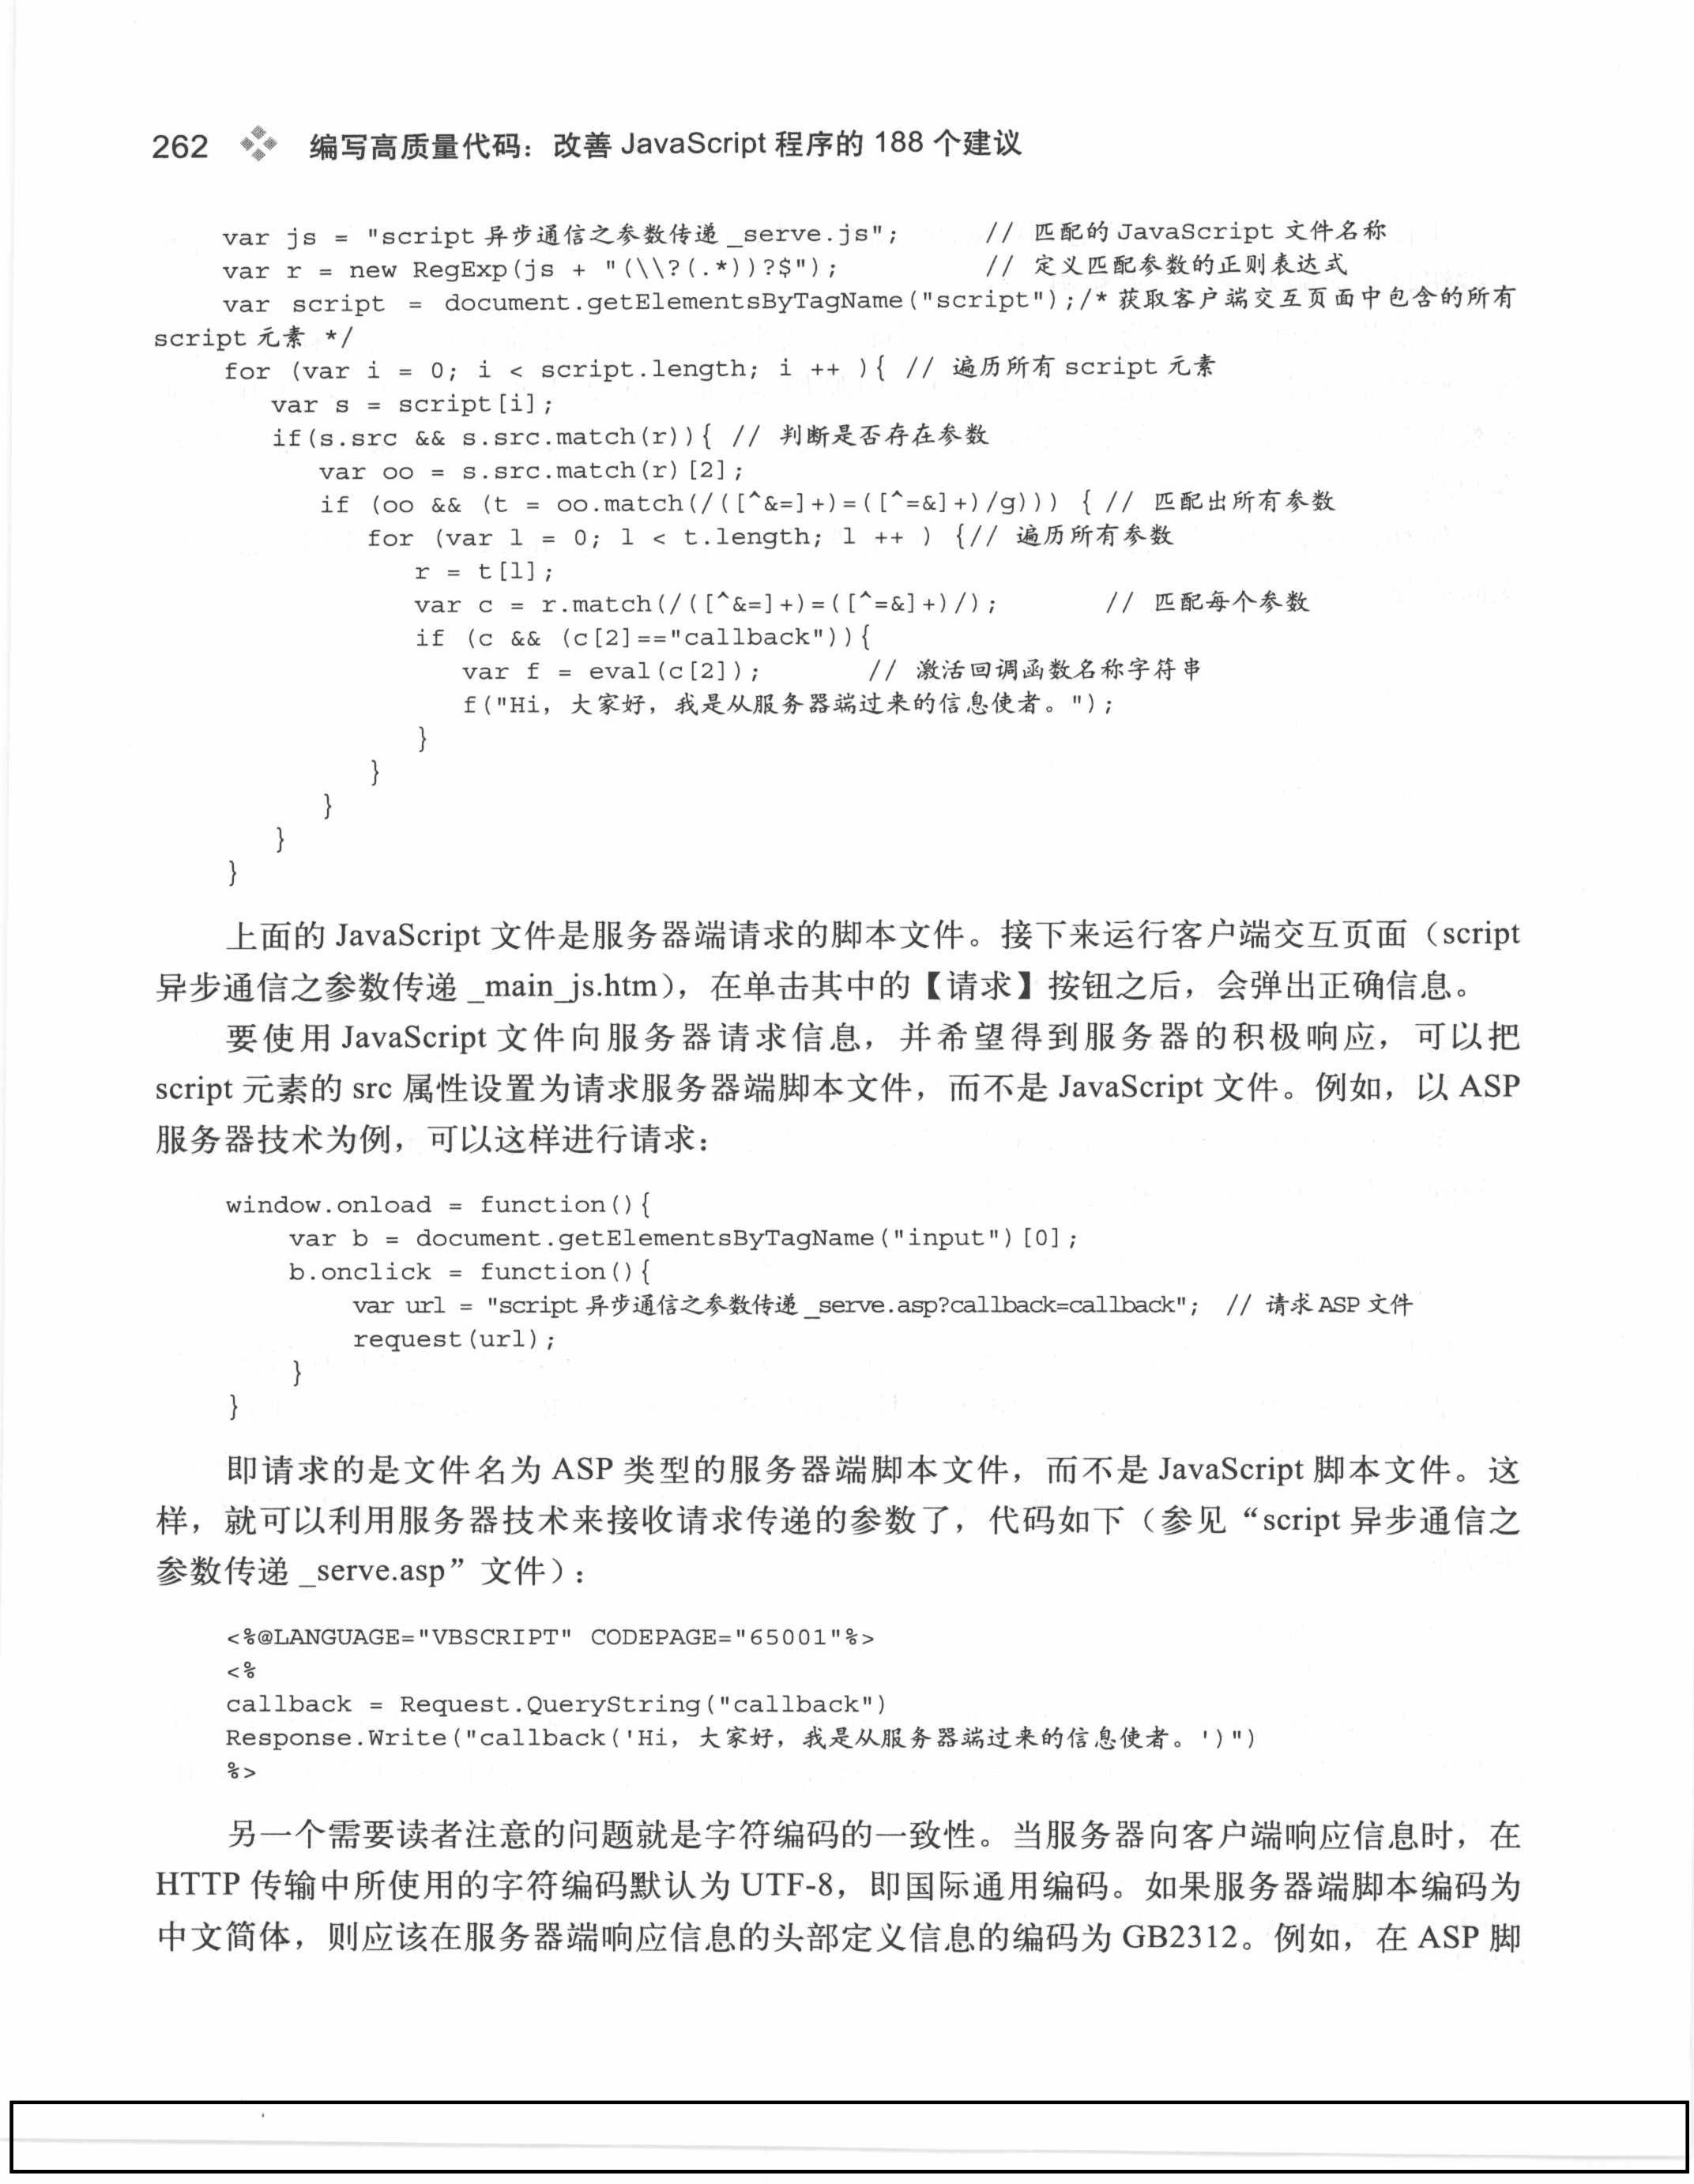 262 编写高质量代码：改善 JavaScript 程序的 188 个建议
var js = "script 异步通信之参数传递 _serve.js"; // 匹配的 JavaScript 文件名称
var r = new RegExp(js + "(\\?(.*))?$"); // 定义匹配参数的正则表达式
var script = document.getElementsByTagName("script");/* 获取客户端交互页面中包含的所有
script 元素 */
for (var i = 0; i < script.length; i ++ ){ // 遍历所有 script 元素
var s = script[i];
if(s.src && s.src.match(r)){ // 判断是否存在参数
var oo = s.src.match(r)[2];
if (oo && (t = oo.match(/([^&=]+)=([^=&]+)/g))) { // 匹配出所有参数
for (var l = 0; l < t.length; l ++ ) {// 遍历所有参数
r = t[l];
var c = r.match(/([^&=]+)=([^=&]+)/); // 匹配每个参数
if (c && (c[2]=="callback")){
var f = eval(c[2]); // 激活回调函数名称字符串
f("Hi, 大家好，我是从服务器端过来的信息使者。");
}
}
}
}
}
上面的 JavaScript 文件是服务器端请求的脚本文件。接下来运行客户端交互页面（script
异步通信之参数传递 _main_js.htm），在单击其中的【请求】按钮之后，会弹出正确信息。
要使用 JavaScript 文件向服务器请求信息，并希望得到服务器的积极响应，可以把
script 元素的 src 属性设置为请求服务器端脚本文件，而不是 JavaScript 文件。例如，以 ASP
服务器技术为例，可以这样进行请求：
window.onload = function(){
var b = document.getElementsByTagName("input")[0];
b.onclick = function(){
var url = "script 异步通信之参数传递 _serve.asp?callback=callback"; // 请求 ASP 文件
request(url);
}
}
即请求的是文件名为 ASP 类型的服务器端脚本文件，而不是 JavaScript 脚本文件。这
样，就可以利用服务器技术来接收请求传递的参数了，代码如下（参见“script 异步通信之
参数传递 _serve.asp”文件）：
<%@LANGUAGE="VBSCRIPT" CODEPAGE="65001"%>
<%
callback = Request.QueryString("callback")
Response.Write("callback('Hi, 大家好，我是从服务器端过来的信息使者。')")
%>
另一个需要读者注意的问题就是字符编码的一致性。当服务器向客户端响应信息时，在
HTTP 传输中所使用的字符编码默认为 UTF-8，即国际通用编码。如果服务器端脚本编码为
中文简体，则应该在服务器端响应信息的头部定义信息的编码为 GB2312。例如，在 ASP 脚